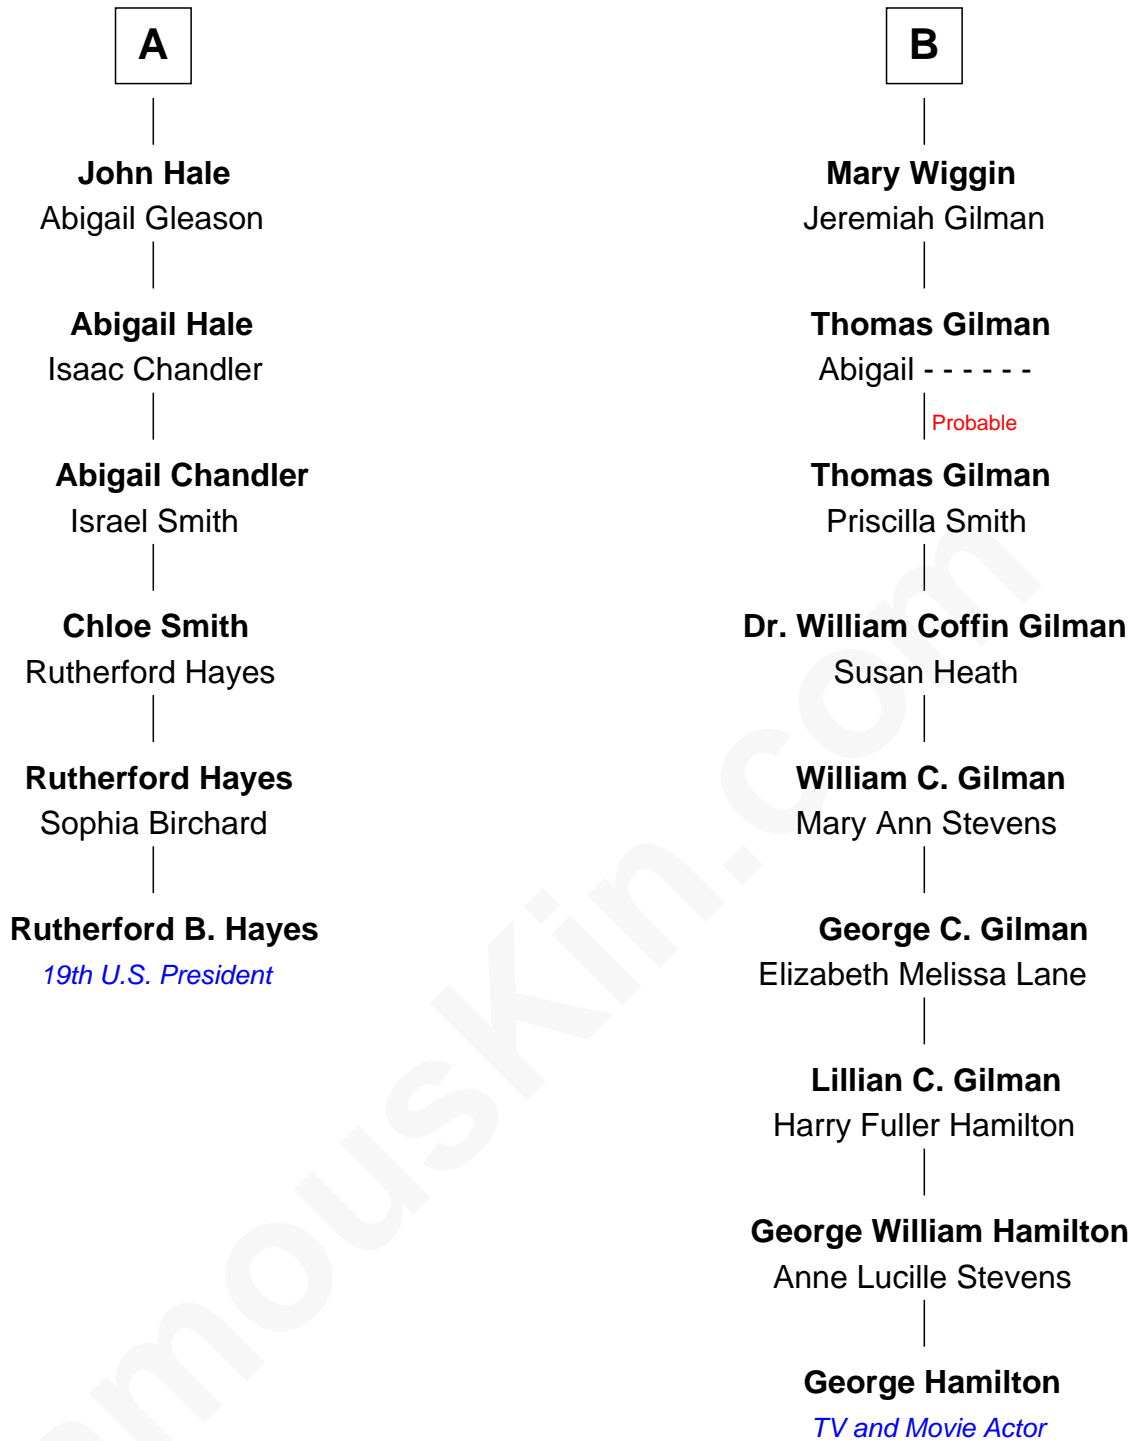 A
John Hale
Abigail Gleason
Abigail Hale
Isaac Chandler
Abigail Chandler
Israel Smith
Chloe Smith
Rutherford Hayes
Rutherford Hayes
Sophia Birchard
Rutherford B. Hayes
19th U.S. President
B
Mary Wiggin
Jeremiah Gilman
Thomas Gilman
Abigail - - - - - -
Probable
Thomas Gilman
Priscilla Smith
Dr. William Coffin Gilman
Susan Heath
William C. Gilman
Mary Ann Stevens
George C. Gilman
Elizabeth Melissa Lane
Lillian C. Gilman
Harry Fuller Hamilton
George William Hamilton
Anne Lucille Stevens
George Hamilton
TV and Movie Actor
amouskin.com